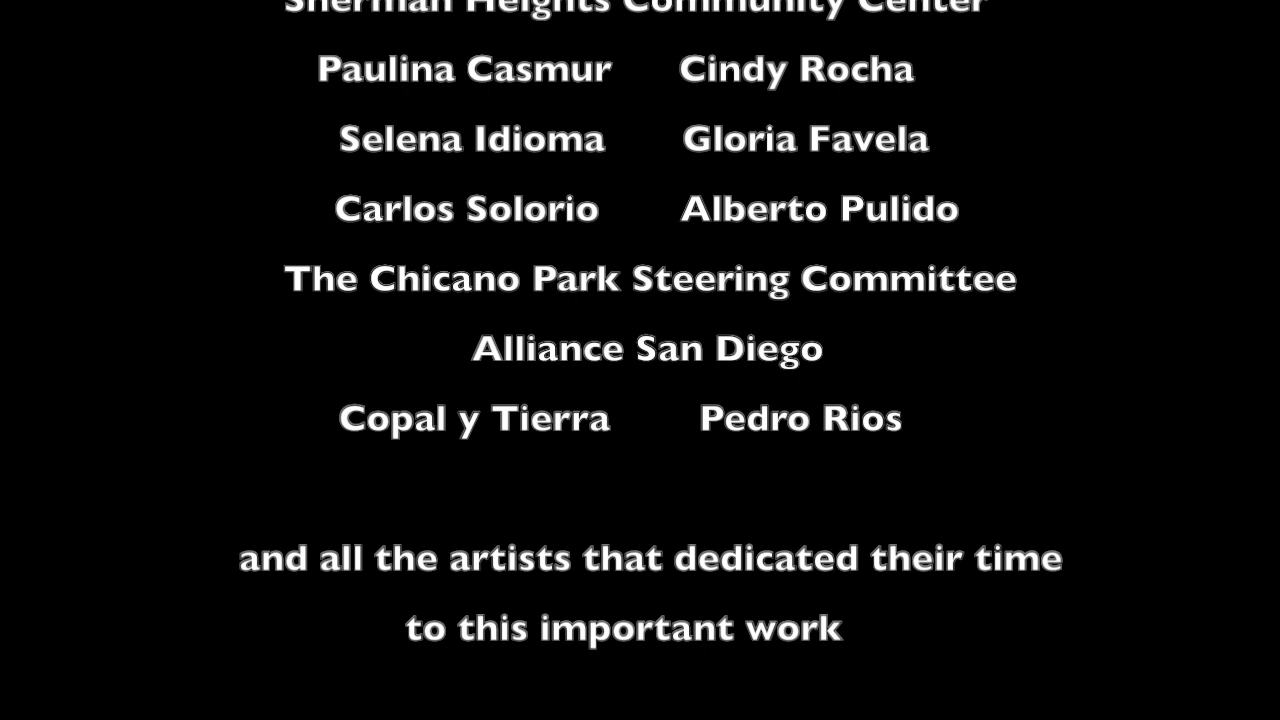 Sherman Heights Community Center
Paulina Casmur Cindy Rocha
Selena Idioma Gloria Favela
Carlos Solorio Alberto Pulido
The Chicano Park Steering Committee
Alliance San Diego
Copal y Tierra Pedro Rios
and all the artists that dedicated their time
to this important work